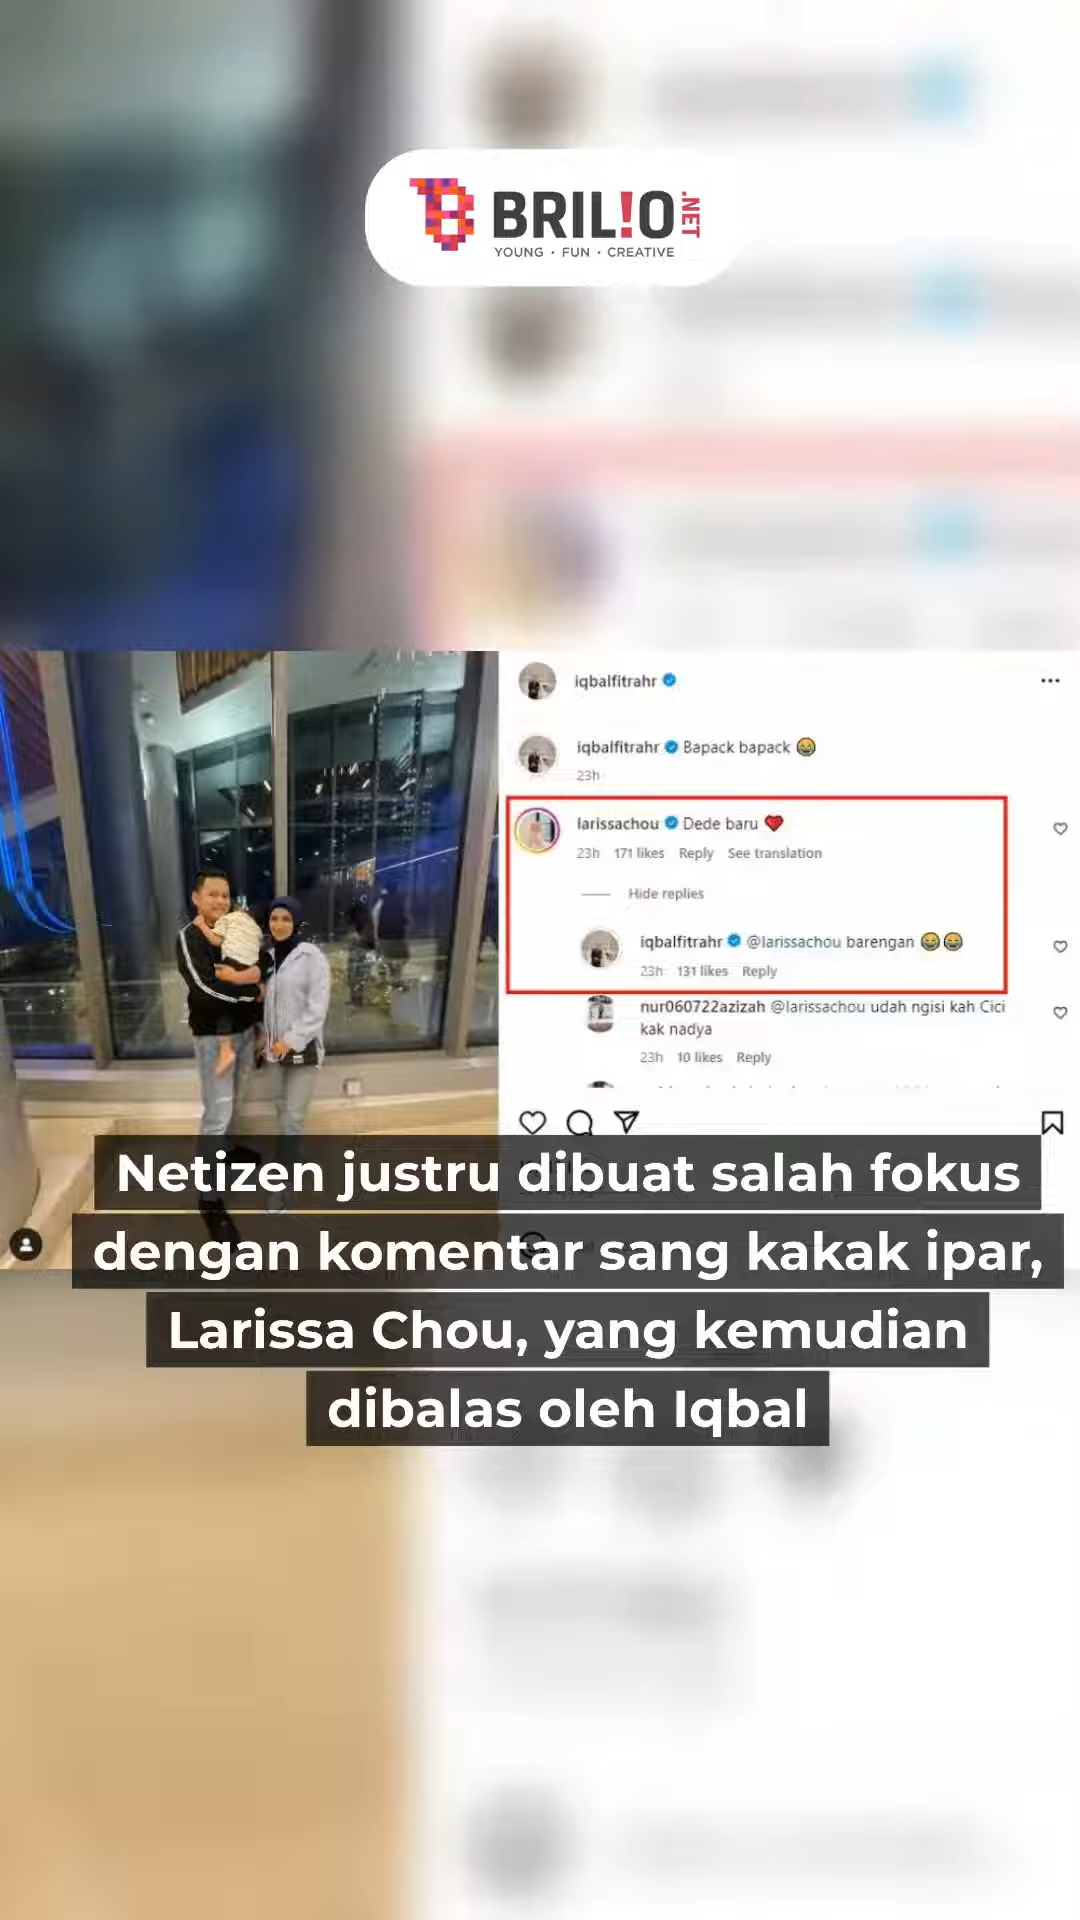 BRIL!O.NET
YOUNG • FUN • CREATIVE
iqbalfitrahr
iqbalfitrahr Bapack bapack 😂
23h
larissachou Dede baru ❤️
23h 171 likes Reply See translation
Hide replies
iqbalfitrahr @larissachou barengan 😂😂
23h 131 likes Reply
nur060722azizah @larissachou udah ngisi kah Cici
kak nadya
23h 10 likes Reply
Netizen justru dibuat salah fokus
dengan komentar sang kakak ipar,
Larissa Chou, yang kemudian
dibalas oleh Iqbal